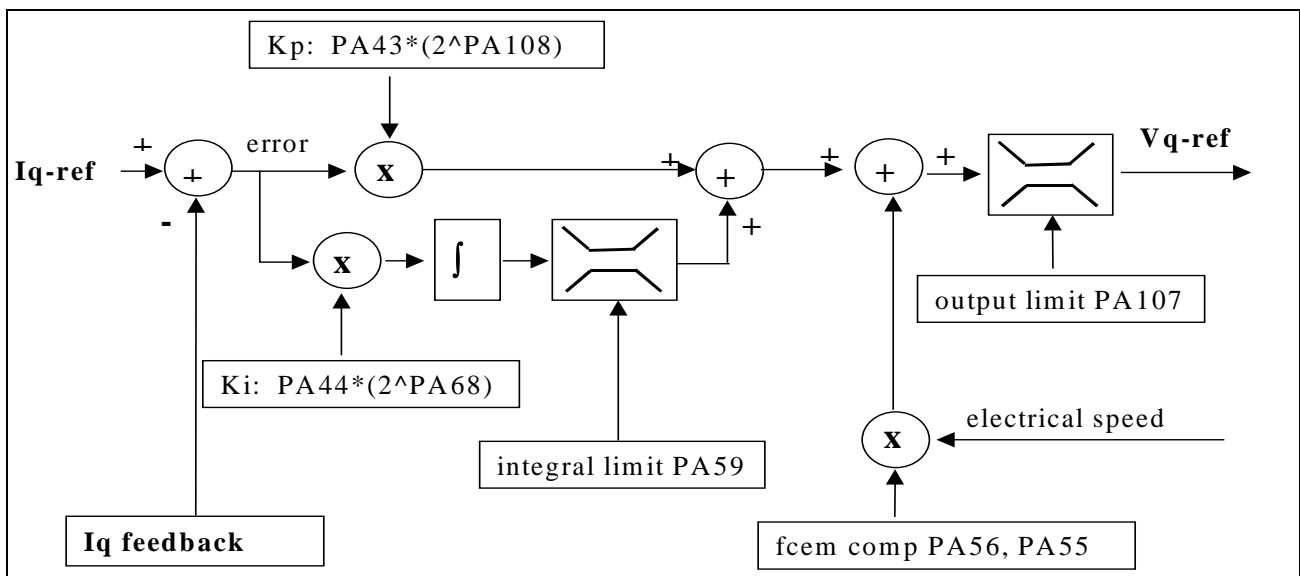 Kp: PA43*(2^PA108)
+
error
Vq-ref
Iq-ref
+
x
+
+
+
+
+
-
+
x
∫
output limit PA107
Ki: PA44*(2^PA68)
electrical speed
x
integral limit PA59
Iq feedback
fcem comp PA56, PA55